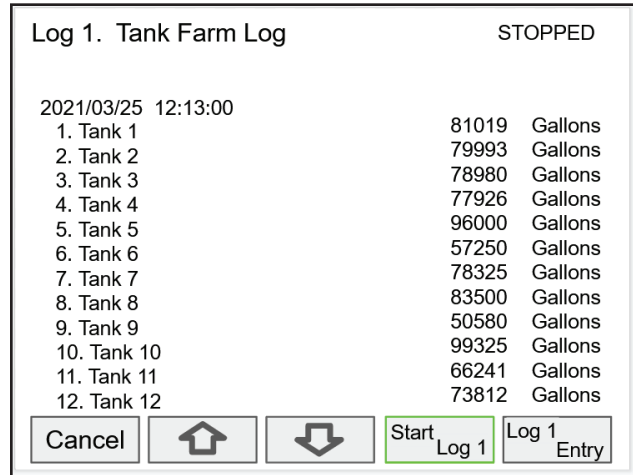 Log 1. Tank Farm Log STOPPED
2021/03/25 12:13:00
1. Tank 1 81019 Gallons
2. Tank 2 79993 Gallons
3. Tank 3 78980 Gallons
4. Tank 4 77926 Gallons
5. Tank 5 96000 Gallons
6. Tank 6 57250 Gallons
7. Tank 7 78325 Gallons
8. Tank 8 83500 Gallons
9. Tank 9 50580 Gallons
10. Tank 10 99325 Gallons
11. Tank 11 66241 Gallons
12. Tank 12 73812 Gallons
Cancel Start Log 1 Log 1 Entry